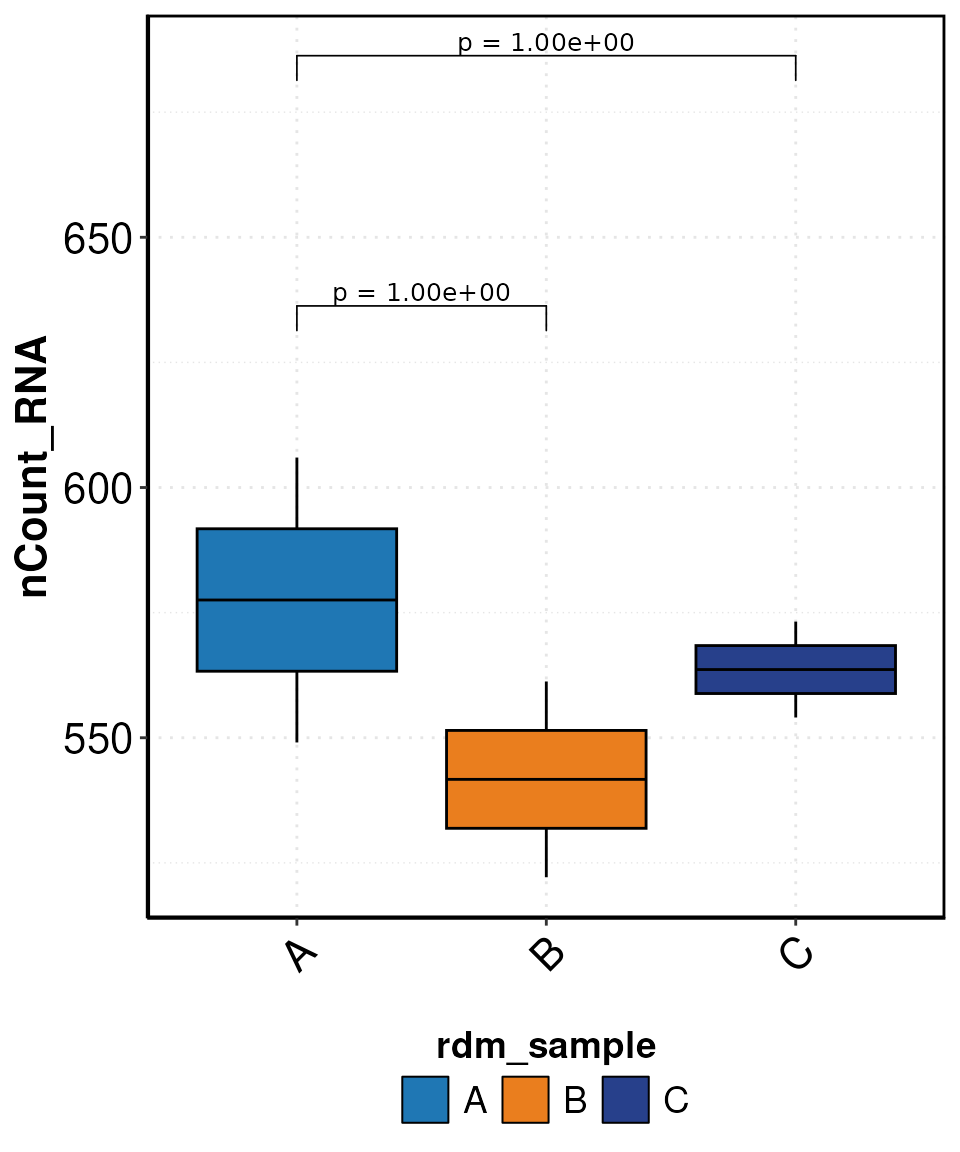 p = 1.00e+00
650
p = 1.00e+00
nCount_RNA
600
550
A
B
C
rdm_sample
A
B
C